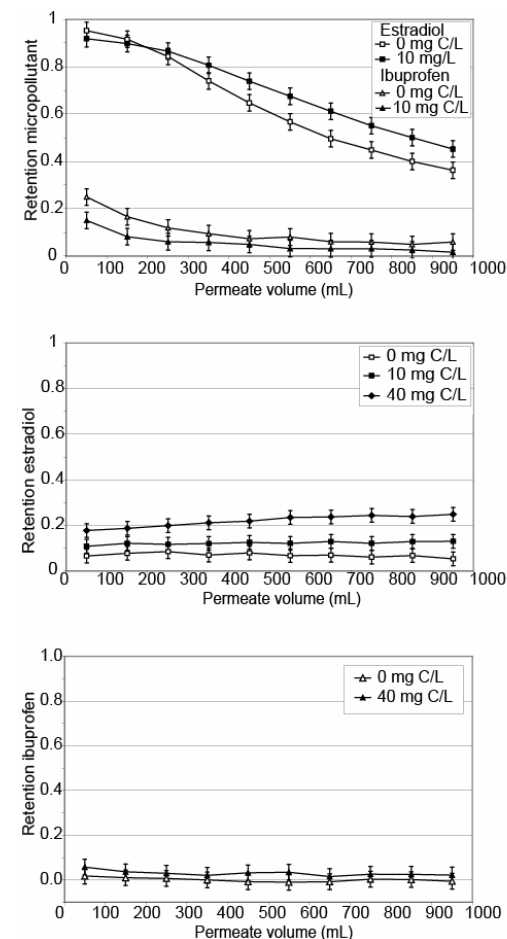 1
0.8
0.6
0.4
0.2
0
Retention micropollutant
Estradiol
0 mg C/L
10 mg/L
Ibuprofen
0 mg C/L
10 mg C/L
0 100 200 300 400 500 600 700 800 900 1000
Permeate volume (mL)
1
0.8
0.6
0.4
0.2
0
Retention estradiol
0 mg C/L
10 mg C/L
40 mg C/L
0 100 200 300 400 500 600 700 800 900 1000
Permeate volume (mL)
1.0
0.8
0.6
0.4
0.2
0.0
Retention ibuprofen
0 mg C/L
40 mg C/L
0 100 200 300 400 500 600 700 800 900 1000
Permeate volume (mL)